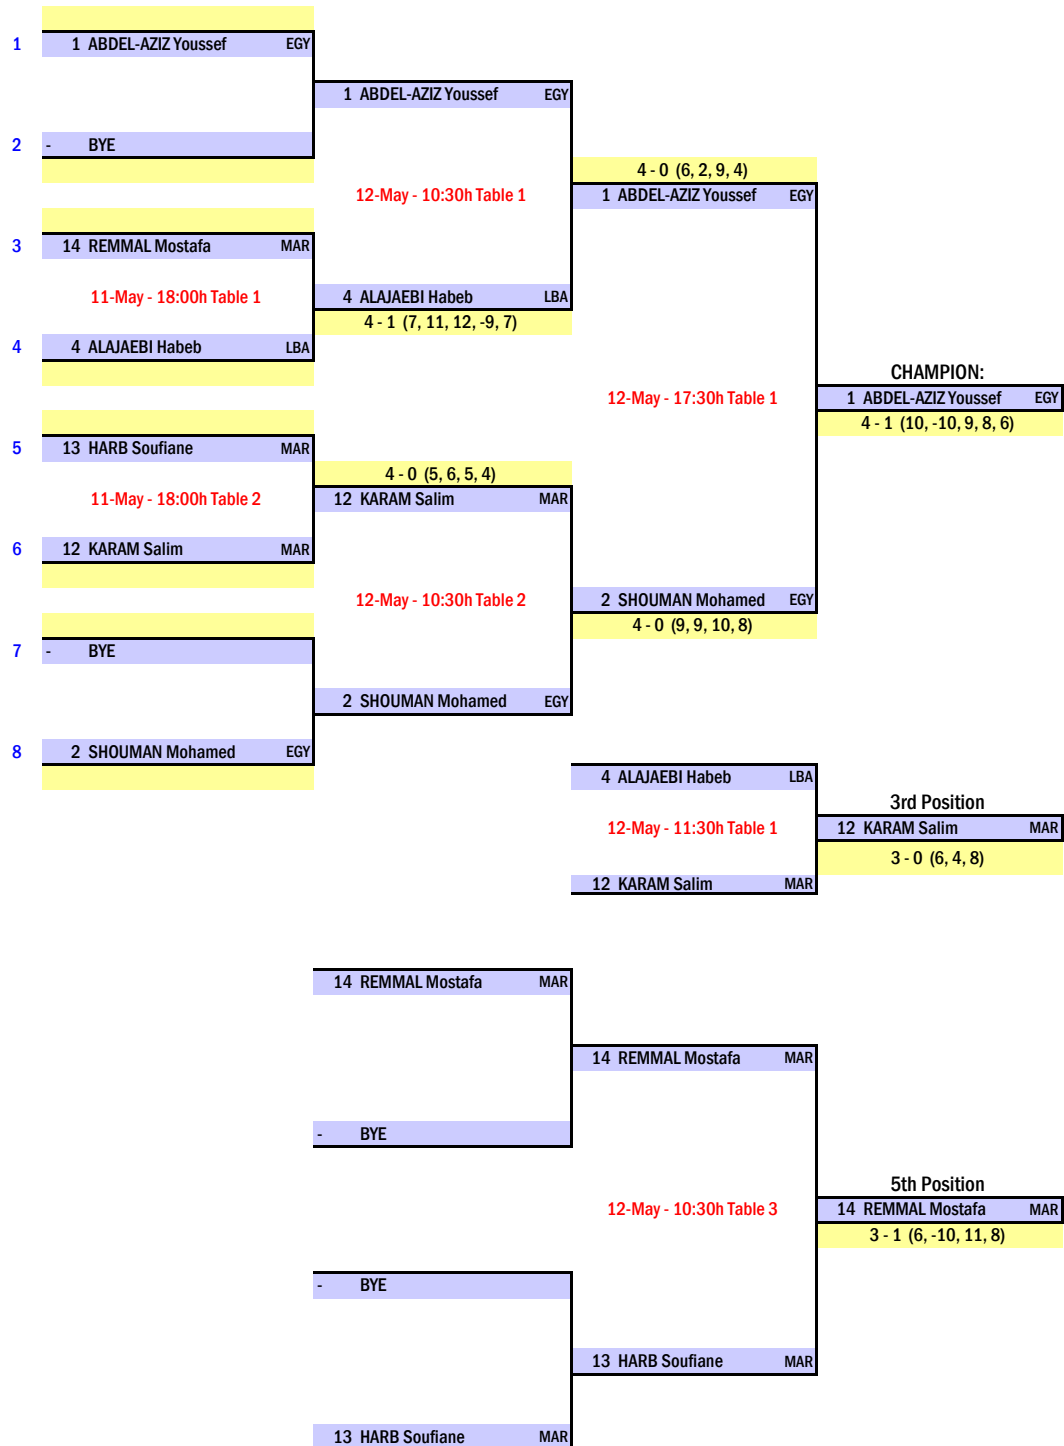 1 1 ABDEL-AZIZ Youssef EGY
1 ABDEL-AZIZ Youssef EGY
2 - BYE
4 - 0 (6, 2, 9, 4)
12-May - 10:30h Table 1
1 ABDEL-AZIZ Youssef EGY
3 14 REMMAL Mostafa MAR
11-May - 18:00h Table 1
4 ALAJAEBI Habeb LBA
4 - 1 (7, 11, 12, -9, 7)
4 4 ALAJAEBI Habeb LBA
CHAMPION:
12-May - 17:30h Table 1
1 ABDEL-AZIZ Youssef EGY
4 - 1 (10, -10, 9, 8, 6)
5 13 HARB Soufiane MAR
4 - 0 (5, 6, 5, 4)
11-May - 18:00h Table 2
12 KARAM Salim MAR
6 12 KARAM Salim MAR
12-May - 10:30h Table 2
2 SHOUMAN Mohamed EGY
4 - 0 (9, 9, 10, 8)
7 - BYE
2 SHOUMAN Mohamed EGY
8 2 SHOUMAN Mohamed EGY
4 ALAJAEBI Habeb LBA
3rd Position
12-May - 11:30h Table 1
12 KARAM Salim MAR
3 - 0 (6, 4, 8)
12 KARAM Salim MAR
14 REMMAL Mostafa MAR
14 REMMAL Mostafa MAR
- BYE
5th Position
12-May - 10:30h Table 3
14 REMMAL Mostafa MAR
3 - 1 (6, -10, 11, 8)
- BYE
13 HARB Soufiane MAR
13 HARB Soufiane MAR